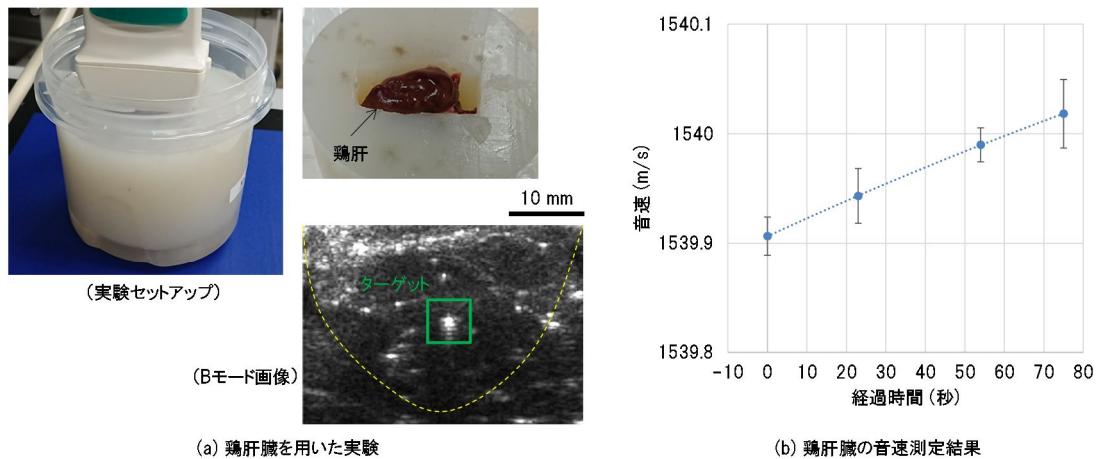 (実験セットアップ)
鶏肝
10 mm
ターゲット
(Bモード画像)
(a) 鶏肝臓を用いた実験
1540.1
1540
1539.9
1539.8
音速(m/s)
-10 0 10 20 30 40 50 60 70 80
経過時間(秒)
(b) 鶏肝臓の音速測定結果